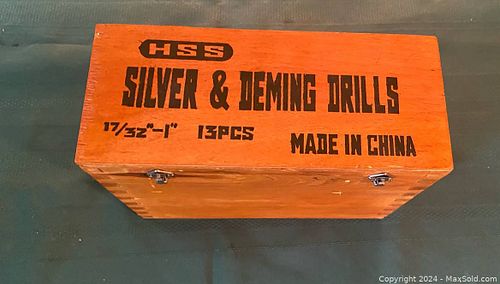 HSS
SILVER & DEMING DRILLS
17/32"-1" 13PCS
MADE IN CHINA
Copyright © 2024 - MaxSold.com